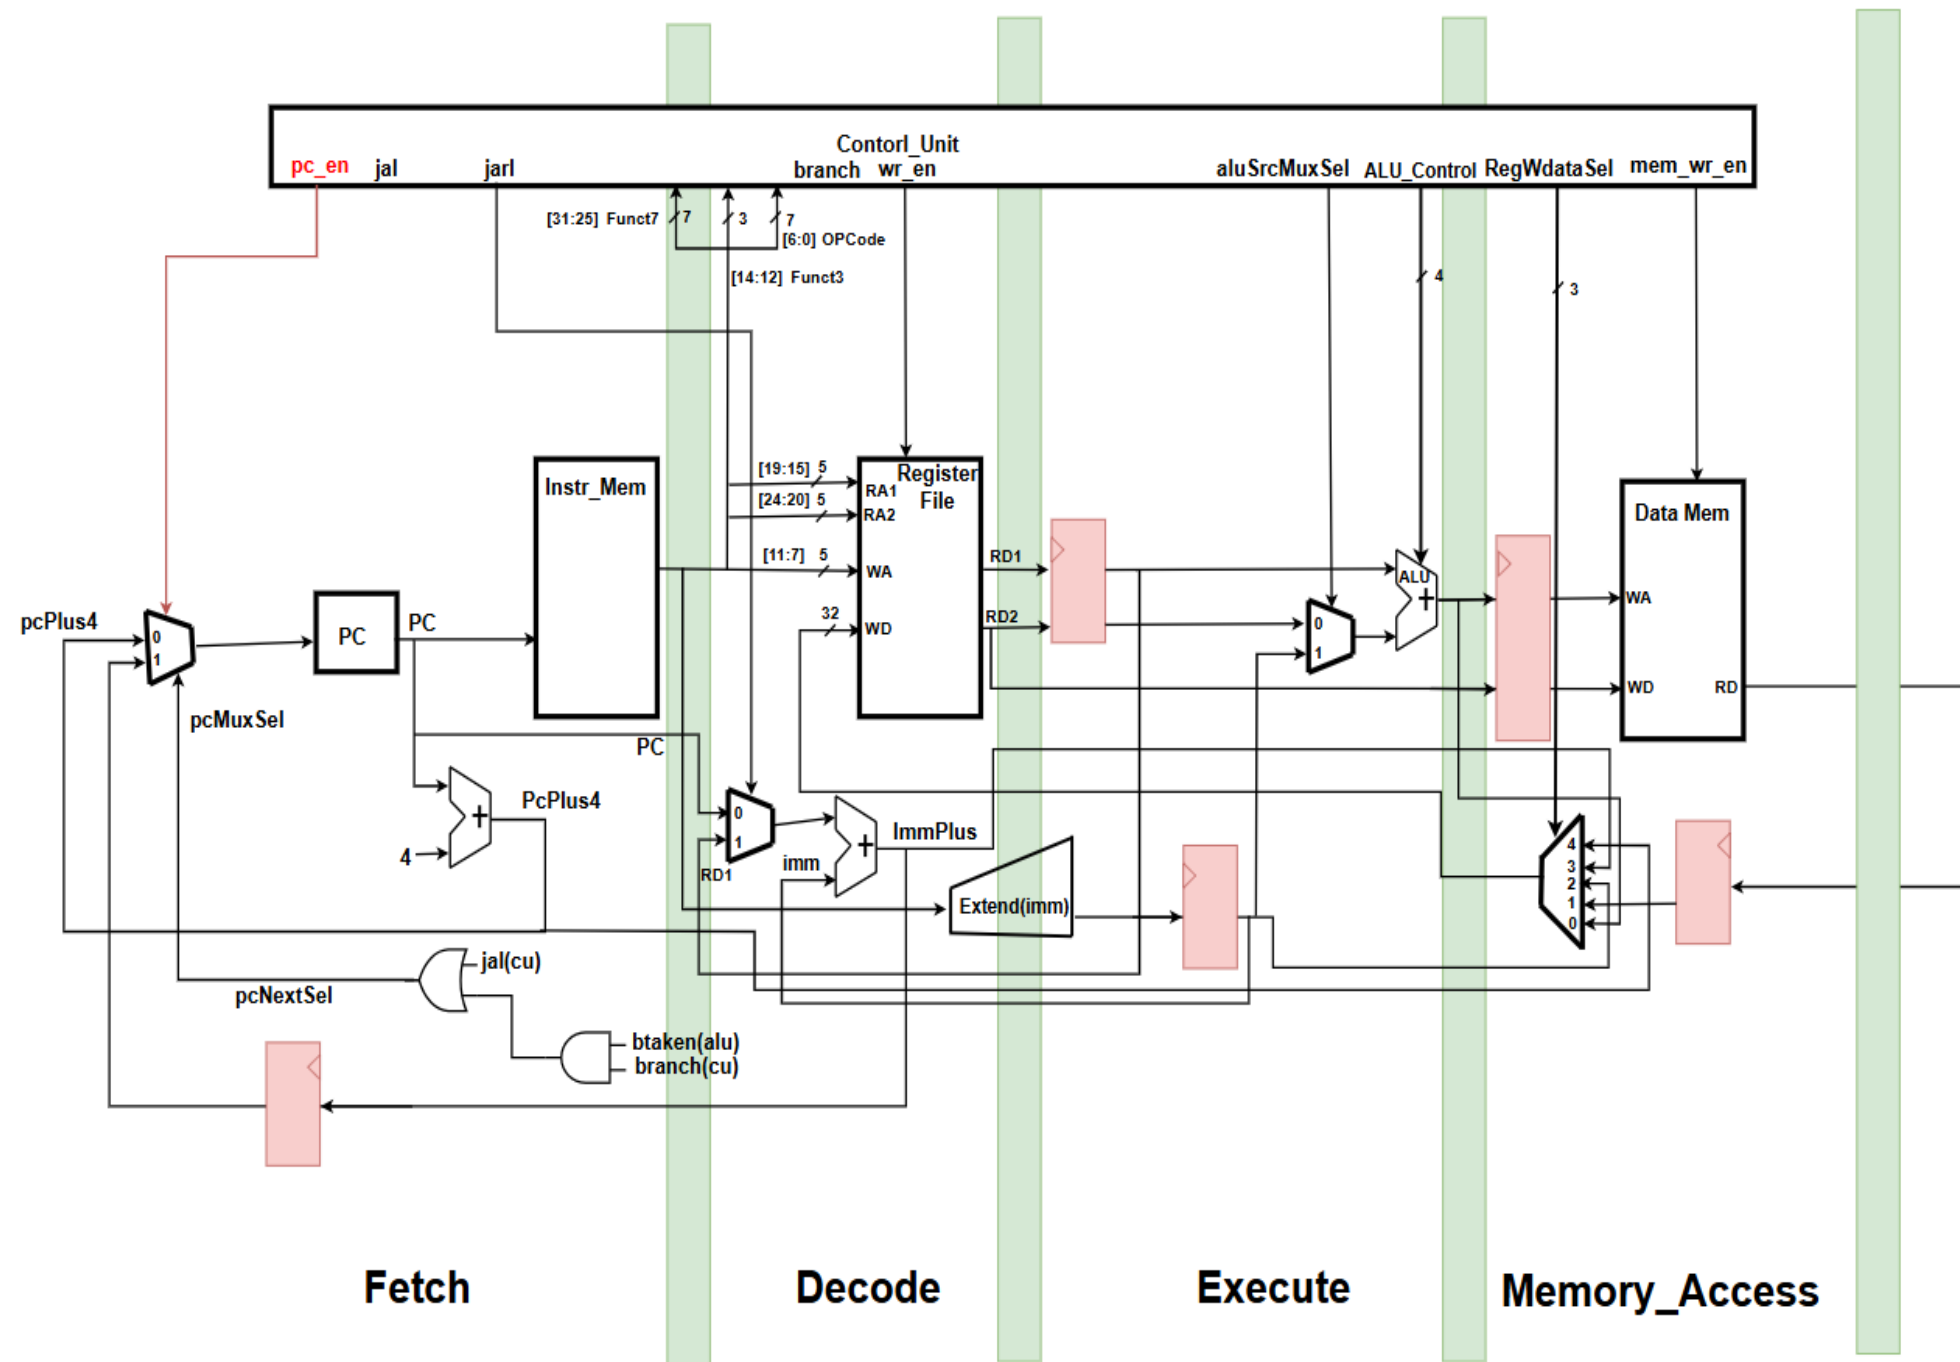 Contorl_Unit
pc_en
jal
jarl
branch
wr_en
aluSrcMuxSel
ALU_Control
RegWdataSel
mem_wr_en
[31:25] Funct7
7
3
7
[6:0] OPCode
[14:12] Funct3
4
3
Instr_Mem
[19:15] 5
[24:20] 5
[11:7] 5
32
Register
File
RA1
RA2
WA
WD
RD1
RD2
Data Mem
WA
WD
RD
ALU
+
0
1
pcPlus4
0
1
PC
PC
pcMuxSel
PC
PcPlus4
+
4
0
1
RD1
imm
+
ImmPlus
Extend(imm)
4
3
2
1
0
jal(cu)
pcNextSel
btaken(alu)
branch(cu)
Fetch
Decode
Execute
Memory_Access